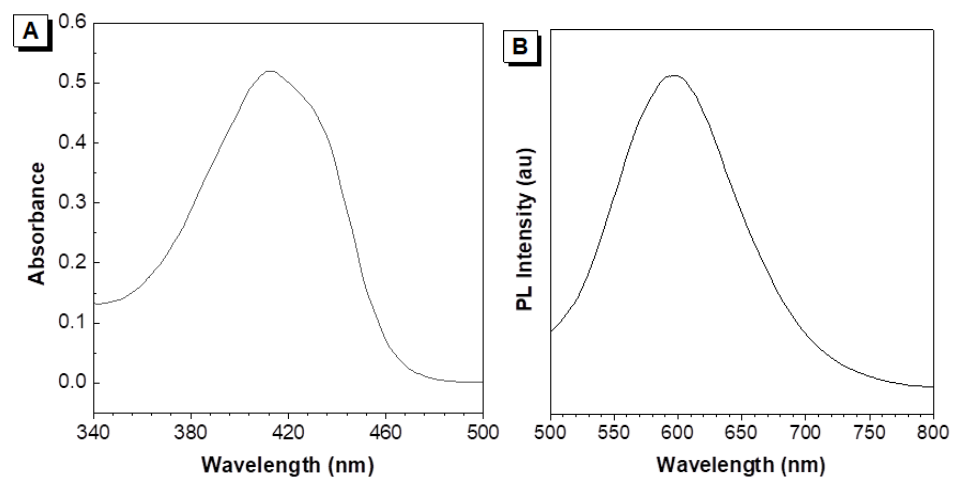 A
0.6
0.5
0.4
0.3
0.2
0.1
0.0
Absorbance
340 380 420 460 500
Wavelength (nm)
B
PL Intensity (au)
500 550 600 650 700 750 800
Wavelength (nm)